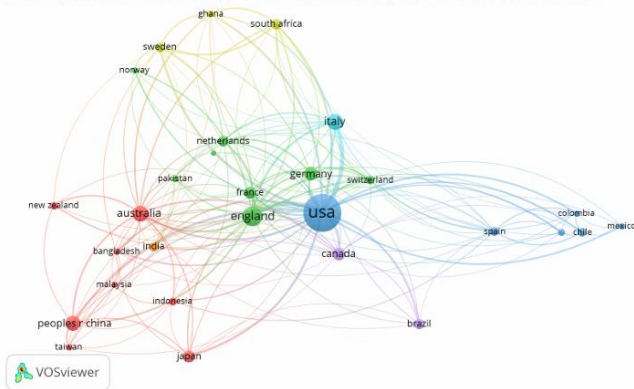 ghana
south africa
sweden
norway
italy
netherlands
germany
switzerland
pakistan
france
new zealand
australia
england
usa
colombia
mexico
chile
spain
india
bangladesh
canada
malaysia
indonesia
peoples r china
brazil
taiwan
japan
VOSviewer